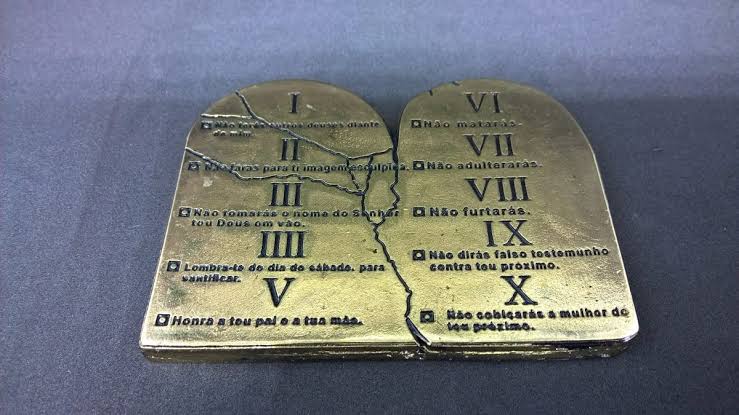 I
Não terás outros deuses diante
de mim.
II
Não farás para ti imagem esculpida.
III
Não tomarás o nome do Senhor
teu Deus em vão.
IIII
Lembra-te do dia do sábado, para
santificar.
V
Honra a teu pai e a tua mãe.
VI
Não matarás.
VII
Não adulterarás.
VIII
Não furtarás.
IX
Não dirás falso testemunho
contra teu próximo.
X
Não cobiçarás a mulher do
teu próximo.